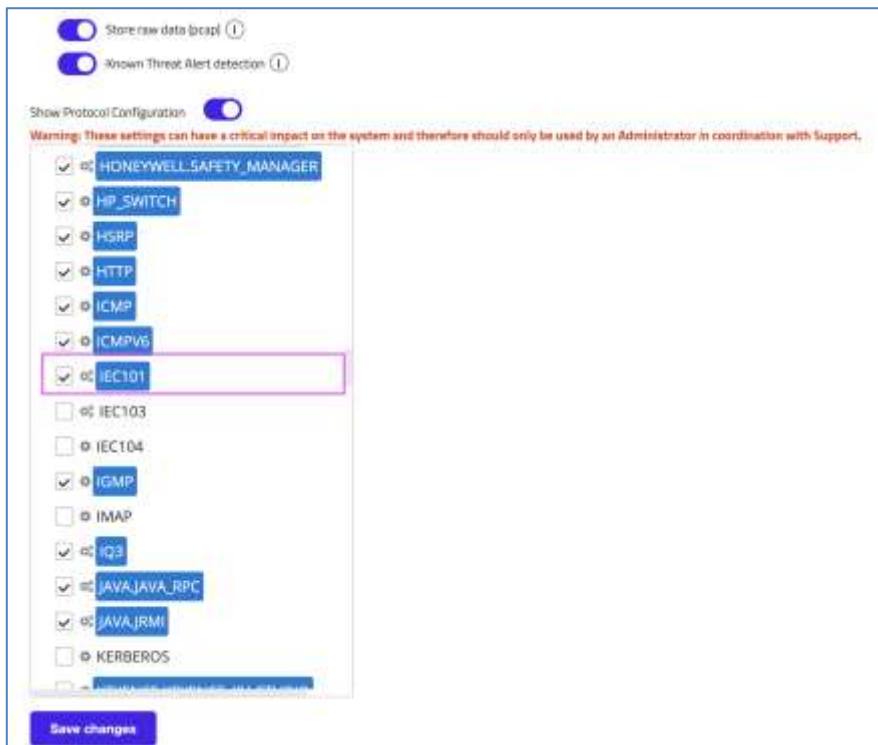 Store raw data (pcap)
Known Threat Alert detection
Show Protocol Configuration
Warning: These settings can have a critical impact on the system and therefore should only be used by an Administrator in coordination with Support.
HONEYWELL.SAFETY_MANAGER
HP_SWITCH
HSRP
HTTP
ICMP
ICMPV6
IEC101
IEC103
IEC104
IGMP
IMAP
IQ3
JAVA.JAVA_RPC
JAVA.JRMI
KERBEROS
Save changes